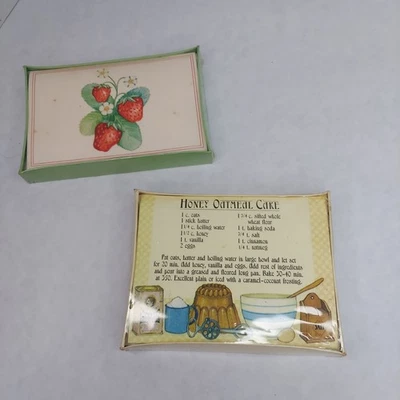 HONEY OATMEAL CAKE
1 c. oats
1 stick butter
1 1/4 c. boiling water
1 1/2 c. honey
1 t. vanilla
2 eggs
1 3/4 c. sifted whole
wheat flour
1 t. baking soda
3/4 t. salt
1 t. cinnamon
1/4 t. nutmeg
Put oats, butter and boiling water in large bowl and let set
for 20 min. Add honey, vanilla and eggs. Add rest of ingredients
and pour into a greased and floured long pan. Bake 30-40 min.
at 350. Excellent plain or iced with a caramel-coconut frosting.